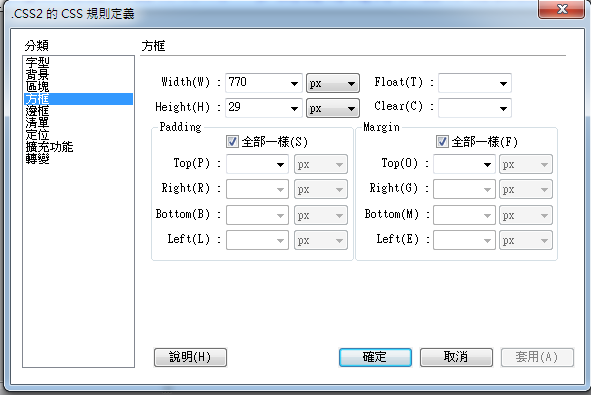 .CSS2 的 CSS 規則定義
分類
方框
字型
背景
區塊
方框
邊框
清單
定位
擴充功能
轉變
Width(W) : 770 px Float(T) :
Height(H) : 29 px Clear(C) :
Padding Margin
全部一樣(S) 全部一樣(F)
Top(P) : px Top(O) : px
Right(R) : px Right(G) : px
Bottom(B) : px Bottom(M) : px
Left(L) : px Left(E) : px
說明(H) 確定 取消 套用(A)